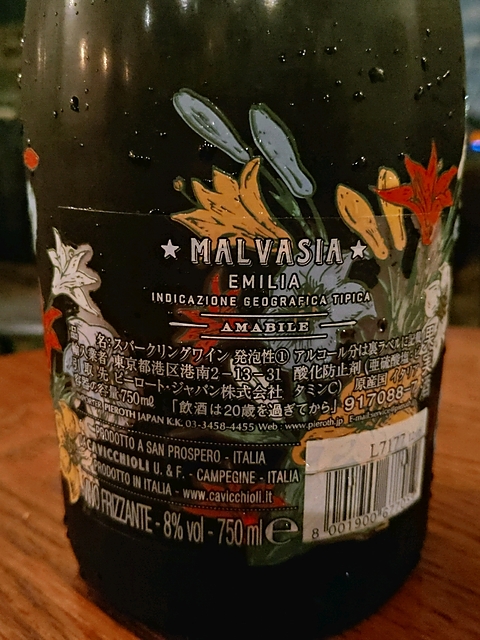 ★ MALVASIA ★
EMILIA
INDICAZIONE GEOGRAFICA TIPICA
AMABILE
名:スパークリングワイン 発泡性① アルコール分は裏ラベルに
東京都港区港南2-13-31 酸化防止剤
ピーロート・ジャパン株式会社 タミンC) 原産国
750ml 「飲酒は20歳を過ぎてから」 917088-
PIEROTH JAPAN K.K. 03-3458-4455 Web : www.pieroth.jp
PRODOTTO A SAN PROSPERO - ITALIA
CAVICCHIOLI U. & F. - CAMPEGINE - ITALIA
PRODOTTO IN ITALIA - www.cavicchioli.it
FRIZZANTE - 8% vol - 750 ml e
L7177
8 001900